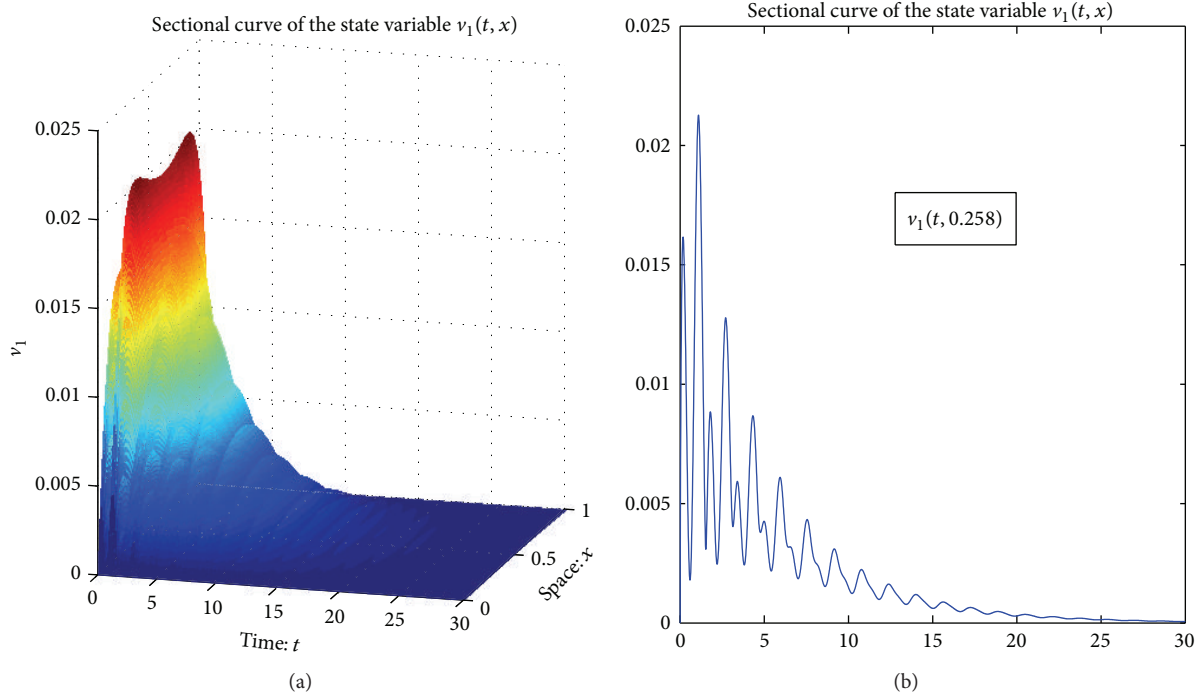 Sectional curve of the state variable v₁(t, x)
0.025
0.02
0.015
v₁
0.01
0.005
0
0
5
10
15
20
25
30
Time: t
0
0.5
1
Space: x
(a)
Sectional curve of the state variable v₁(t, x)
0.025
0.02
v₁(t, 0.258)
0.015
0.01
0.005
0
0 5 10 15 20 25 30
(b)